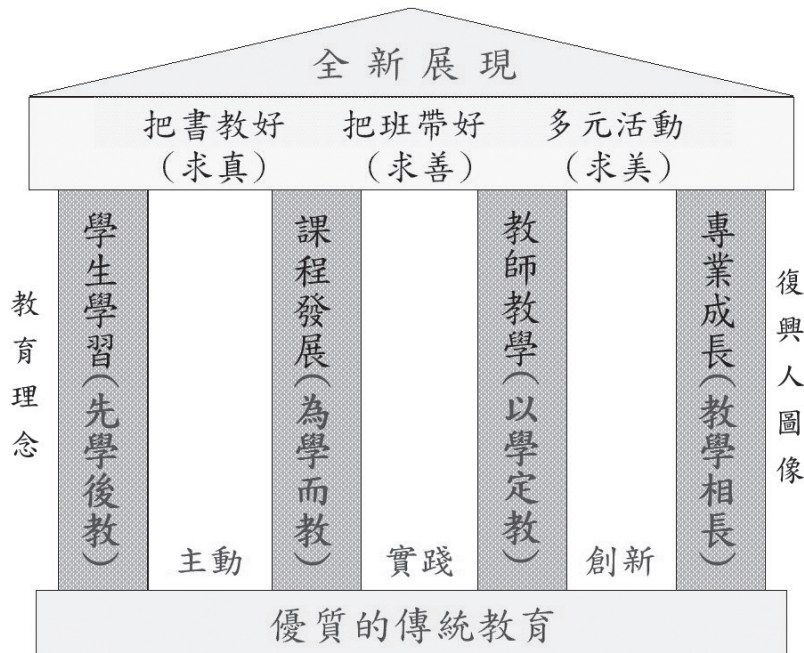 全新展現
把書教好 把班帶好 多元活動
(求真) (求善) (求美)
教育理念
學生學習(先學後教)
主動
課程發展(為學而教)
實踐
教師教學(以學定教)
創新
專業成長(教學相長)
復興人圖像
優質的傳統教育